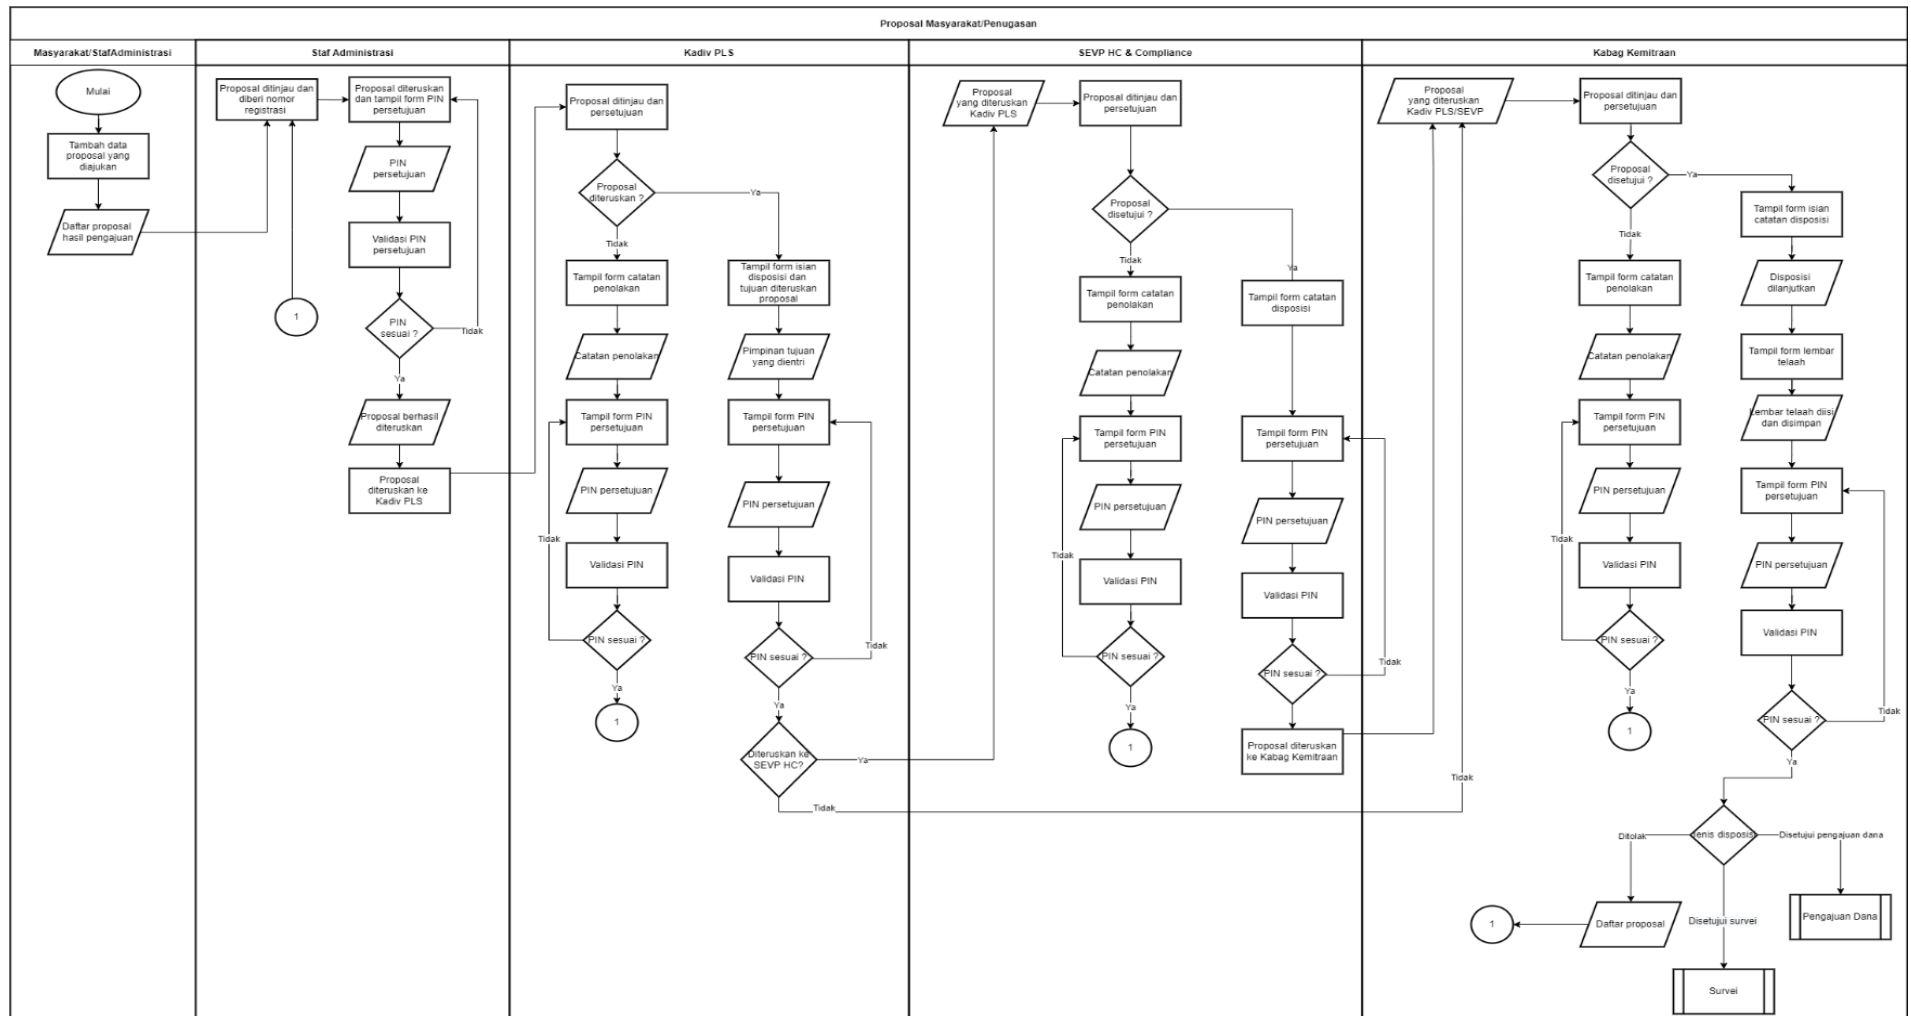 Proposal Masyarakat/Penugasan
Masyarakat/StafAdministrasi
Staf Administrasi
Kadiv PLS
SEVP HC & Compliance
Kabag Kemitraan
Mulai
Tambah data
proposal yang
diajukan
Daftar proposal
hasil pengajuan
Proposal ditinjau dan
diberi nomor
registrasi
1
Proposal diteruskan
dan tampil form PIN
persetujuan
PIN
persetujuan
Validasi PIN
persetujuan
PIN
sesuai ?
Tidak
Ya
Proposal berhasil
diteruskan
Proposal
diteruskan ke
Kadiv PLS
Proposal ditinjau dan
persetujuan
Proposal
diteruskan ?
Ya
Tidak
Tampil form catatan
penolakan
Catatan penolakan
Tampil form PIN
persetujuan
PIN persetujuan
Tidak
Validasi PIN
PIN sesuai ?
Ya
1
Tampil form isian
disposisi dan
tujuan diteruskan
proposal
Pimpinan tujuan
yang dientri
Tampil form PIN
persetujuan
PIN persetujuan
Validasi PIN
PIN sesuai ?
Tidak
Ya
Diteruskan ke
SEVP HC?
Ya
Tidak
Proposal
yang diteruskan
Kadiv PLS
Proposal ditinjau dan
persetujuan
Proposal
disetujui ?
Tidak
Tampil form catatan
penolakan
Catatan penolakan
Tampil form PIN
persetujuan
PIN persetujuan
Tidak
Validasi PIN
PIN sesuai ?
Ya
1
Ya
Tampil form catatan
disposisi
Tampil form PIN
persetujuan
PIN persetujuan
Validasi PIN
PIN sesuai ?
Tidak
Ya
Proposal diteruskan
ke Kabag Kemitraan
Proposal
yang diteruskan
Kadiv PLS/SEVP
Tidak
Proposal ditinjau dan
persetujuan
Proposal
disetujui ?
Ya
Tidak
Tampil form catatan
penolakan
Catatan penolakan
Tampil form PIN
persetujuan
PIN persetujuan
Tidak
Validasi PIN
PIN sesuai ?
Ya
1
Tampil form isian
catatan disposisi
Disposisi
dilanjutkan
Tampil form lembar
telaah
Lembar telaah diisi
dan disimpan
Tampil form PIN
persetujuan
PIN persetujuan
Validasi PIN
PIN sesuai ?
Tidak
Ya
Jenis disposisi
Ditolak
Disetujui pengajuan dana
Disetujui survei
Daftar proposal
1
Pengajuan Dana
Survei